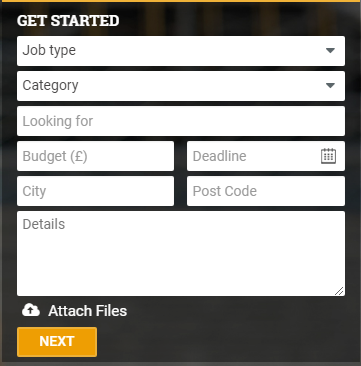 GET STARTED
Job type
Category
Looking for
Budget (£)
Deadline
City
Post Code
Details
Attach Files
NEXT